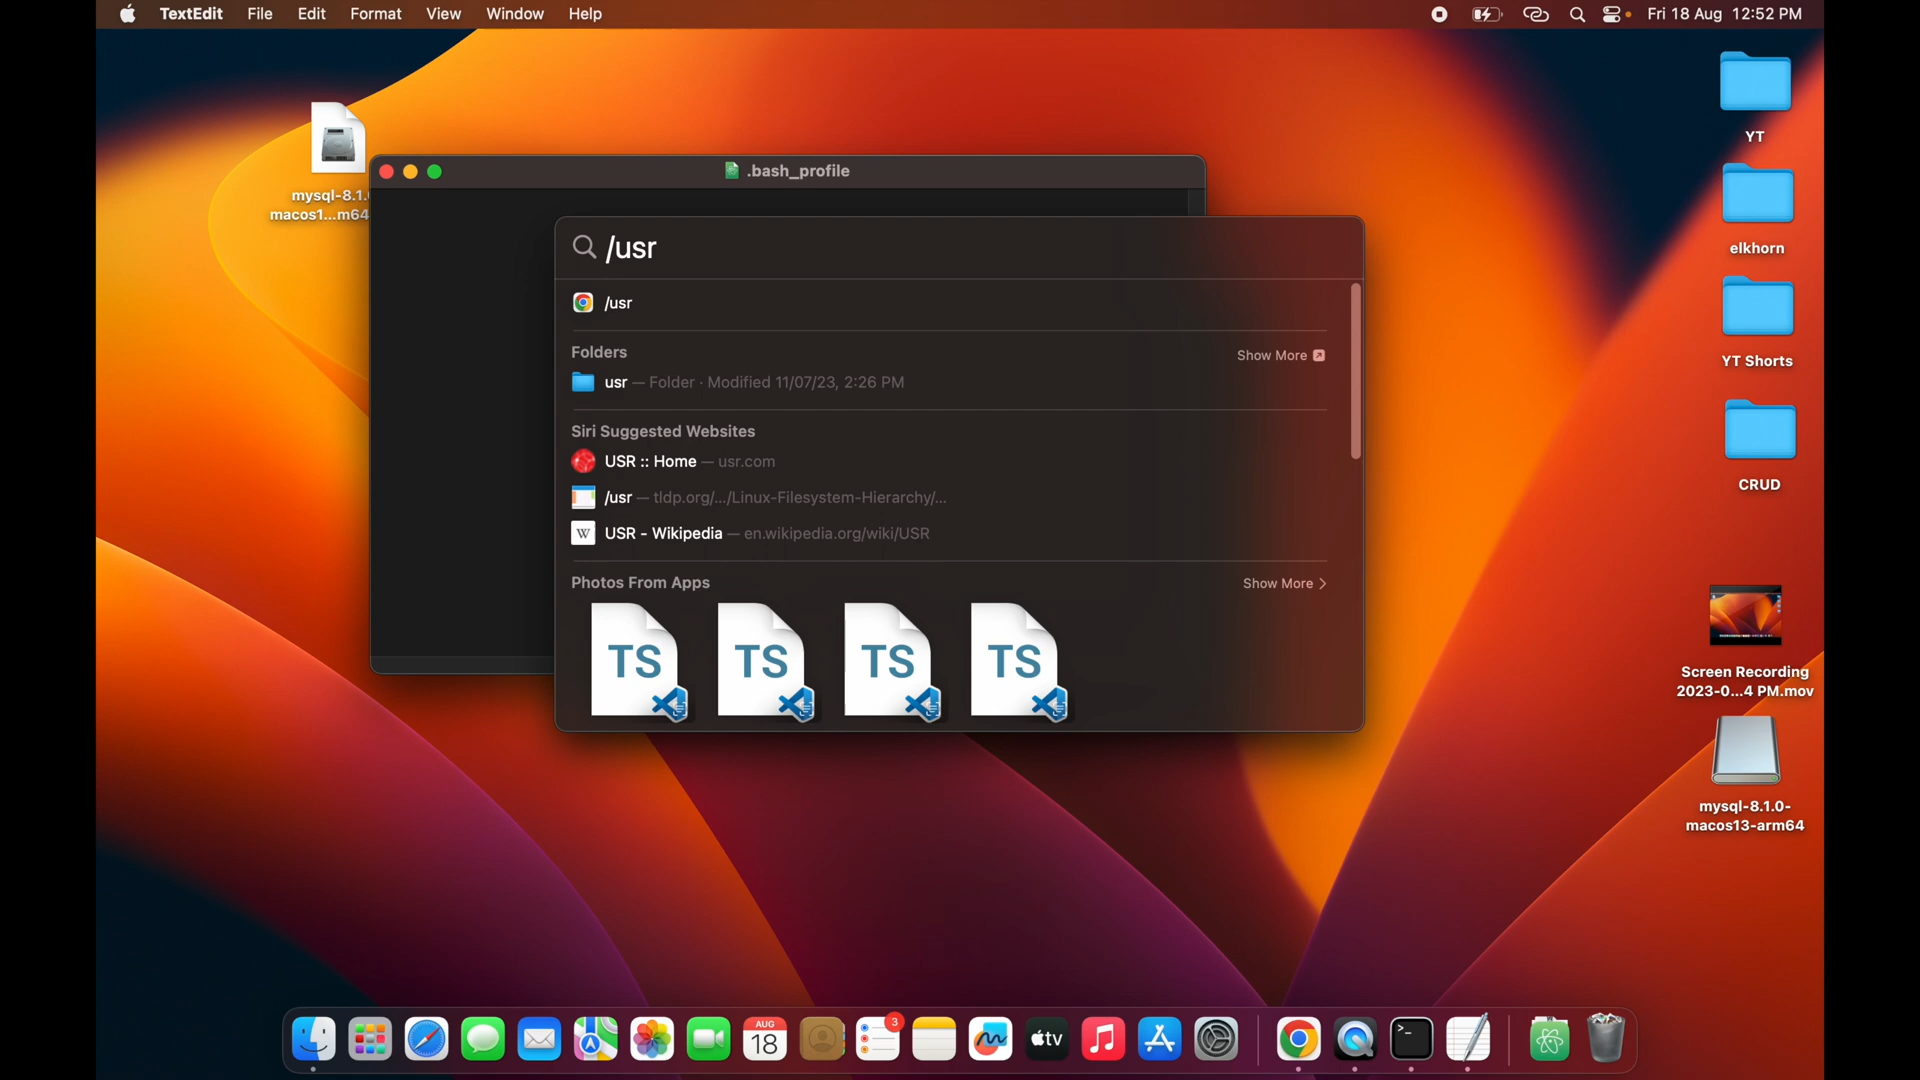 TextEdit File Edit Format View Window Help
Fri 18 Aug 12:52 PM
mysql-8.1.
macos1...m64
.bash_profile
/usr
/usr
Folders
Show More
usr — Folder · Modified 11/07/23, 2:26 PM
Siri Suggested Websites
USR :: Home — usr.com
/usr — tldp.org/.../Linux-Filesystem-Hierarchy/...
USR - Wikipedia — en.wikipedia.org/wiki/USR
Photos From Apps
Show More
TS TS TS TS
YT
elkhorn
YT Shorts
CRUD
Screen Recording
2023-0...4 PM.mov
mysql-8.1.0-
macos13-arm64
AUG
18
3
tv